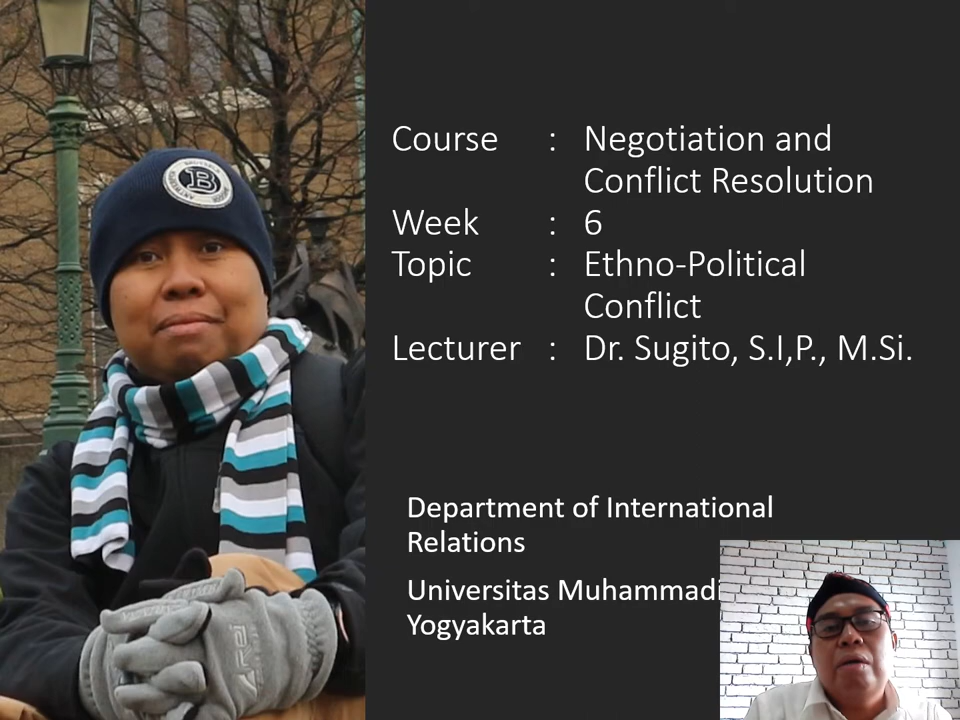 Course : Negotiation and
Conflict Resolution
Week : 6
Topic : Ethno-Political
Conflict
Lecturer : Dr. Sugito, S.I,P., M.Si.
Department of International
Relations
Universitas Muhammadi
Yogyakarta
B
AREI